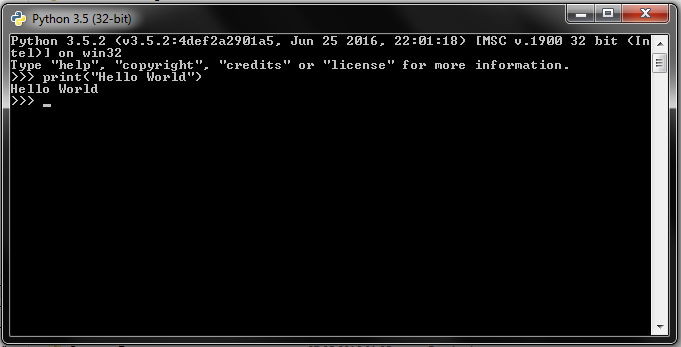 Python 3.5 (32-bit)
Python 3.5.2 (v3.5.2:4def2a2901a5, Jun 25 2016, 22:01:18) [MSC v.1900 32 bit (In
tel)] on win32
Type "help", "copyright", "credits" or "license" for more information.
>>> print("Hello World")
Hello World
>>> _